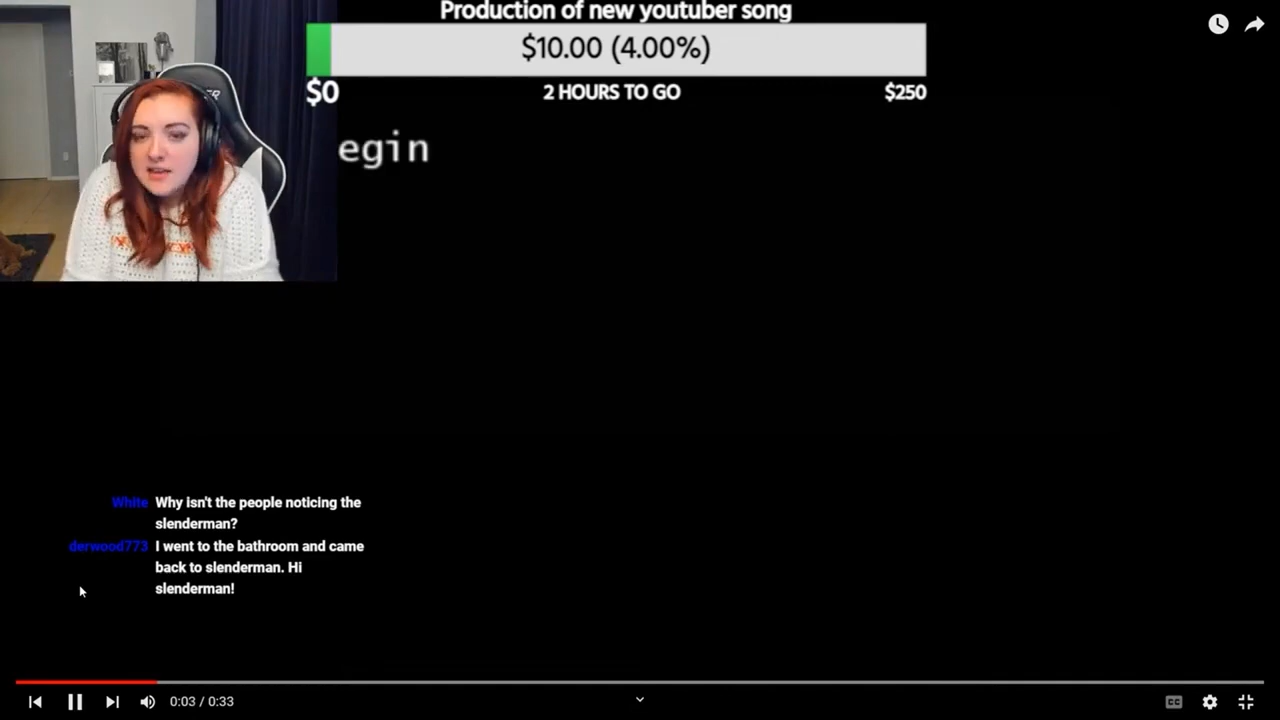 Production of new youtuber song
$10.00 (4.00%)
$0 2 HOURS TO GO $250
egin
White Why isn't the people noticing the
slenderman?
derwood773 I went to the bathroom and came
back to slenderman. Hi
slenderman!
0:03 / 0:33
CC